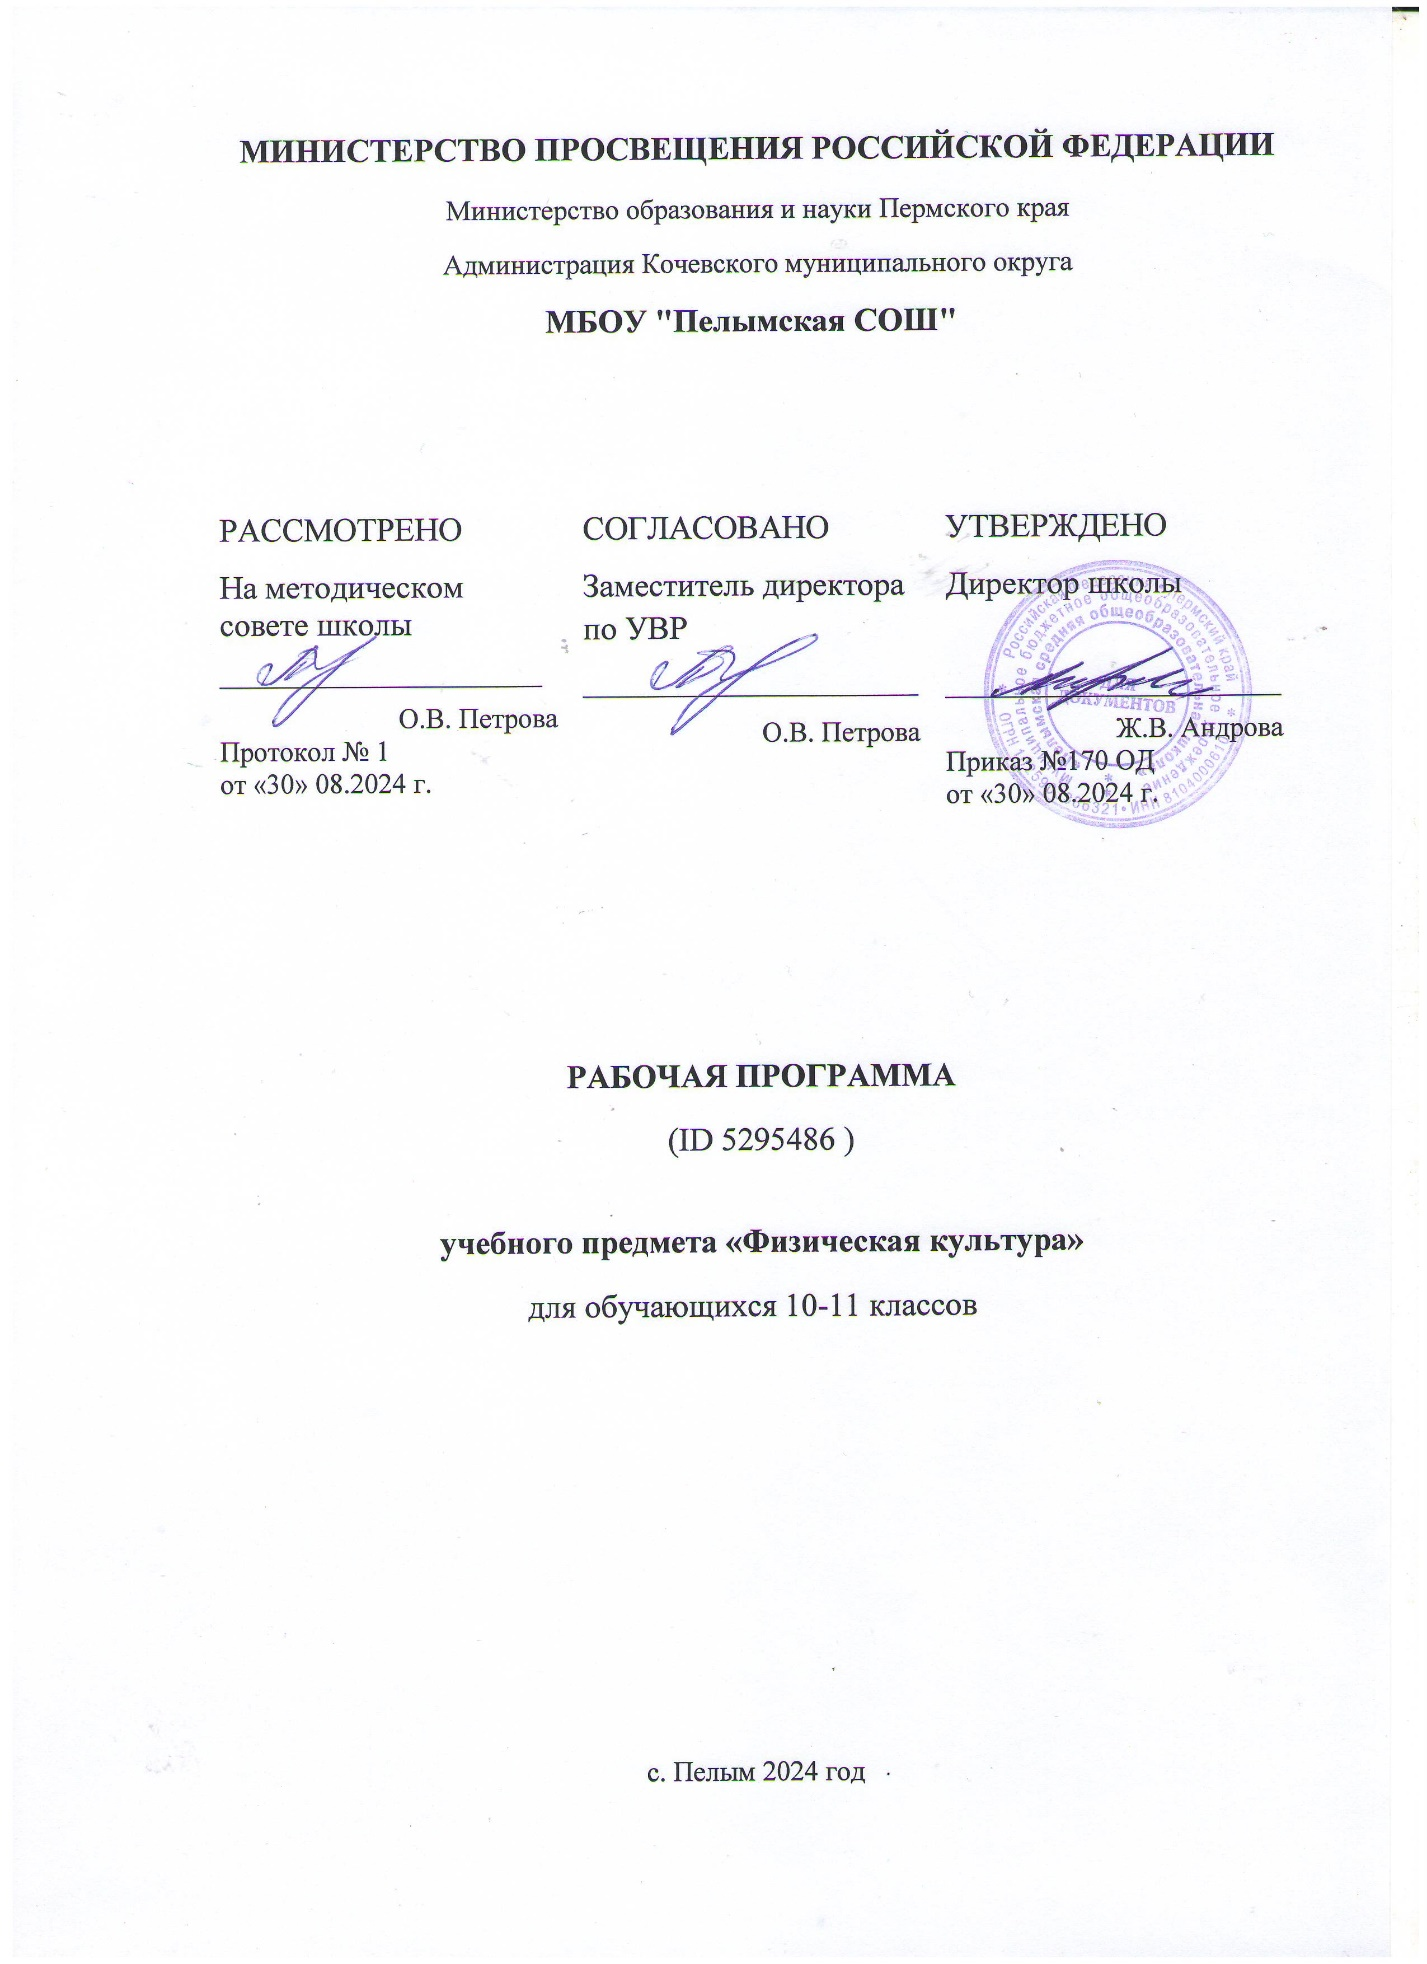 МИНИСТЕРСТВО ПРОСВЕЩЕНИЯ РОССИЙСКОЙ ФЕДЕРАЦИИ
Министерство образования и науки Пермского края
Администрация Кочевского муниципального округа
МБОУ "Пелымская СОШ"
РАССМОТРЕНО
На методическом
совете школы
О.В. Петрова
Протокол № 1
от «30» 08.2024 г.
СОГЛАСОВАНО
Заместитель директора
по УВР
О.В. Петрова
УТВЕРЖДЕНО
Директор школы
ДОКУМЕНТОВ
Ж.В. Андрова
Приказ №170 ОД
от «30» 08.2024 г.
РАБОЧАЯ ПРОГРАММА
(ID 5295486 )
учебного предмета «Физическая культура»
для обучающихся 10-11 классов
с. Пелым 2024 год